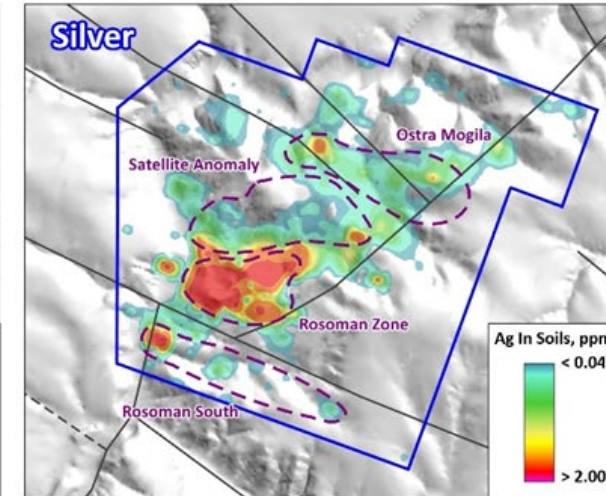 Silver
Ostra Mogila
Satellite Anomaly
Rosoman Zone
Rosoman South
Ag In Soils, ppm
< 0.04
> 2.00